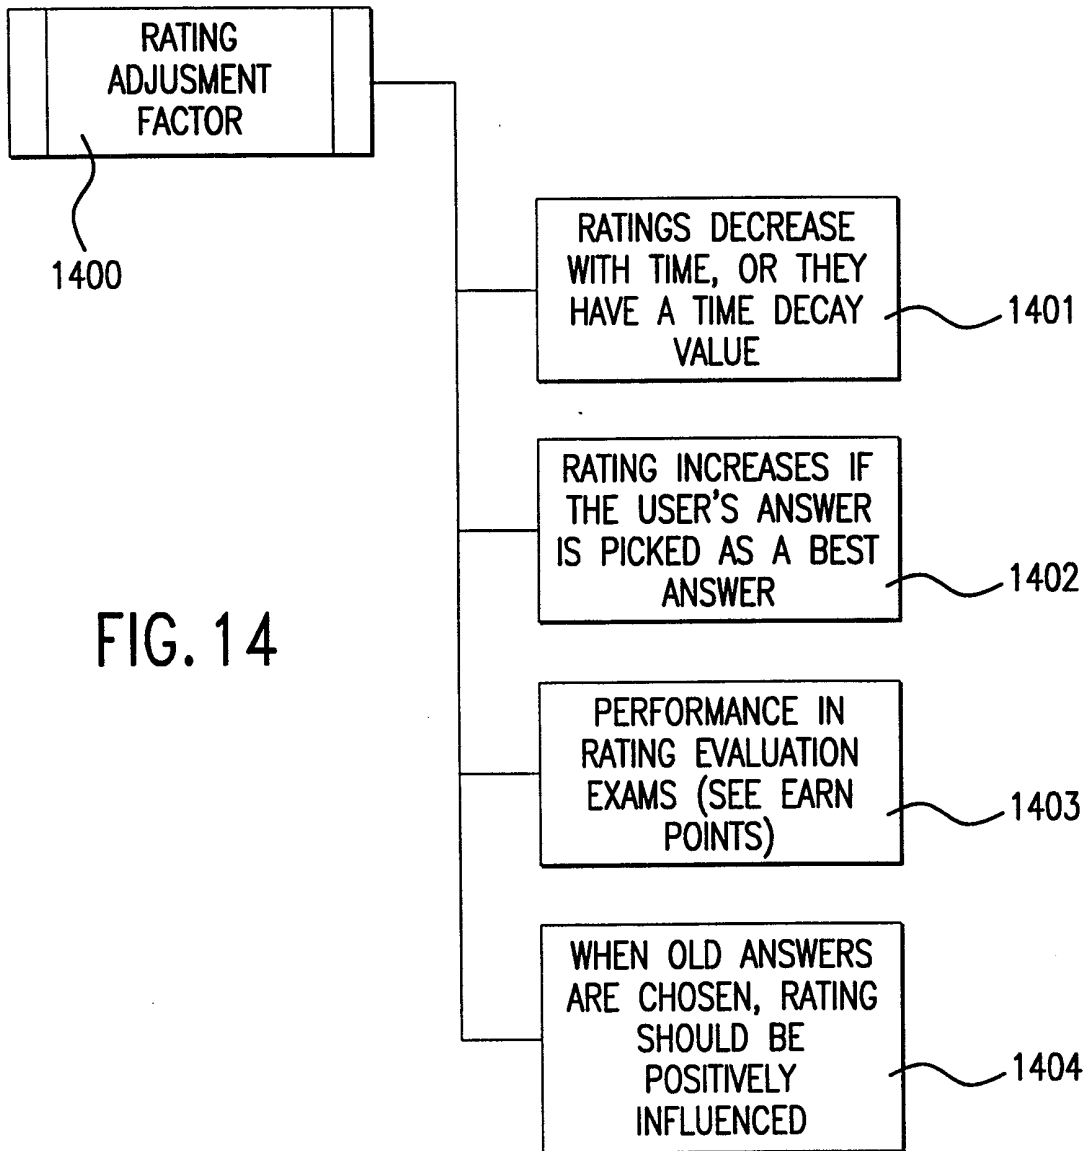 RATING
ADJUSMENT
FACTOR
1400
RATINGS DECREASE
WITH TIME, OR THEY
HAVE A TIME DECAY
VALUE
1401
RATING INCREASES IF
THE USER'S ANSWER
IS PICKED AS A BEST
ANSWER
1402
FIG. 14
PERFORMANCE IN
RATING EVALUATION
EXAMS (SEE EARN
POINTS)
1403
WHEN OLD ANSWERS
ARE CHOSEN, RATING
SHOULD BE
POSITIVELY
INFLUENCED
1404